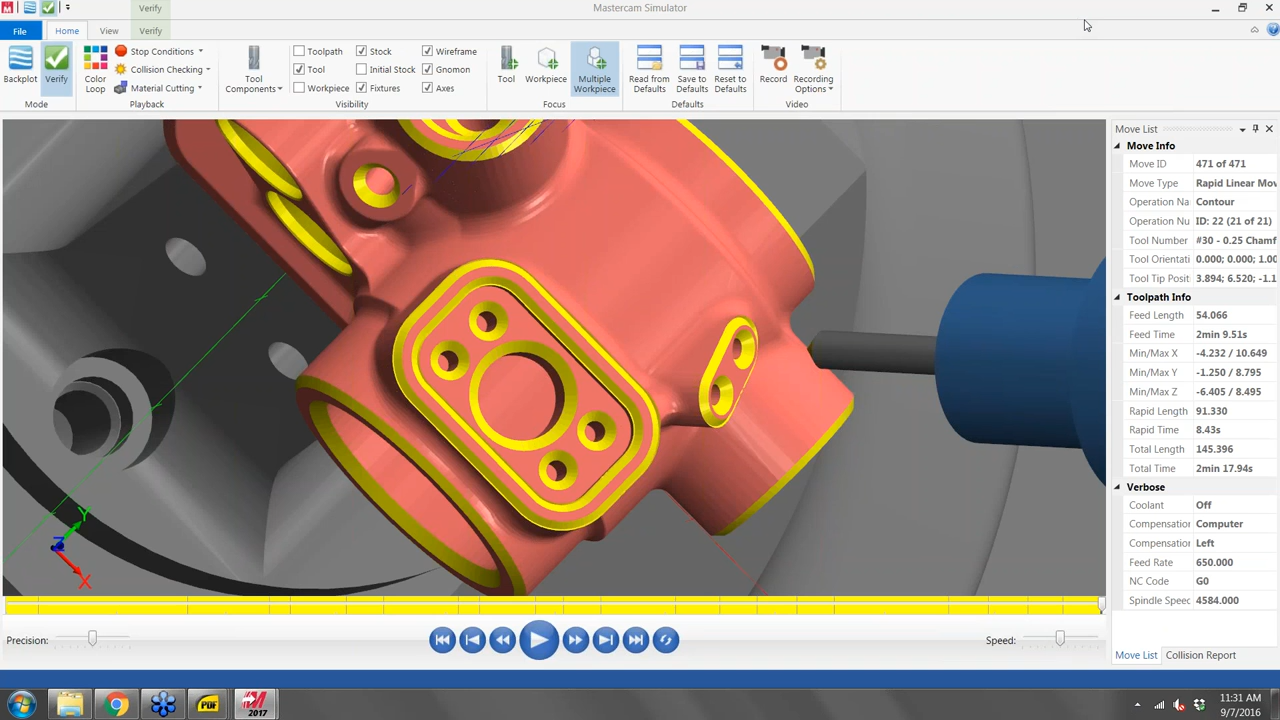 Verify
Mastercam Simulator
File
Home
View
Verify
Backplot
Verify
Mode
Color Loop
Stop Conditions
Collision Checking
Material Cutting
Playback
Tool Components
Toolpath
Tool
Workpiece
Stock
Initial Stock
Fixtures
Wireframe
Gnomon
Axes
Visibility
Tool
Workpiece
Multiple Workpiece
Focus
Read from Defaults
Save to Defaults
Reset to Defaults
Defaults
Record
Recording Options
Video
Move List
Move Info
Move ID 471 of 471
Move Type Rapid Linear Mov
Operation Na Contour
Operation Nu ID: 22 (21 of 21)
Tool Number #30 - 0.25 Chamf
Tool Orientati 0.000; 0.000; 1.00
Tool Tip Posit 3.894; 6.520; -1.1
Toolpath Info
Feed Length 54.066
Feed Time 2min 9.51s
Min/Max X -4.232 / 10.649
Min/Max Y -1.250 / 8.795
Min/Max Z -6.405 / 8.495
Rapid Length 91.330
Rapid Time 8.43s
Total Length 145.396
Total Time 2min 17.94s
Verbose
Coolant Off
Compensation Computer
Compensation Left
Feed Rate 650.000
NC Code G0
Spindle Speed 4584.000
Move List Collision Report
Y
Z
X
Precision:
Speed:
PDF
2017
11:31 AM
9/7/2016